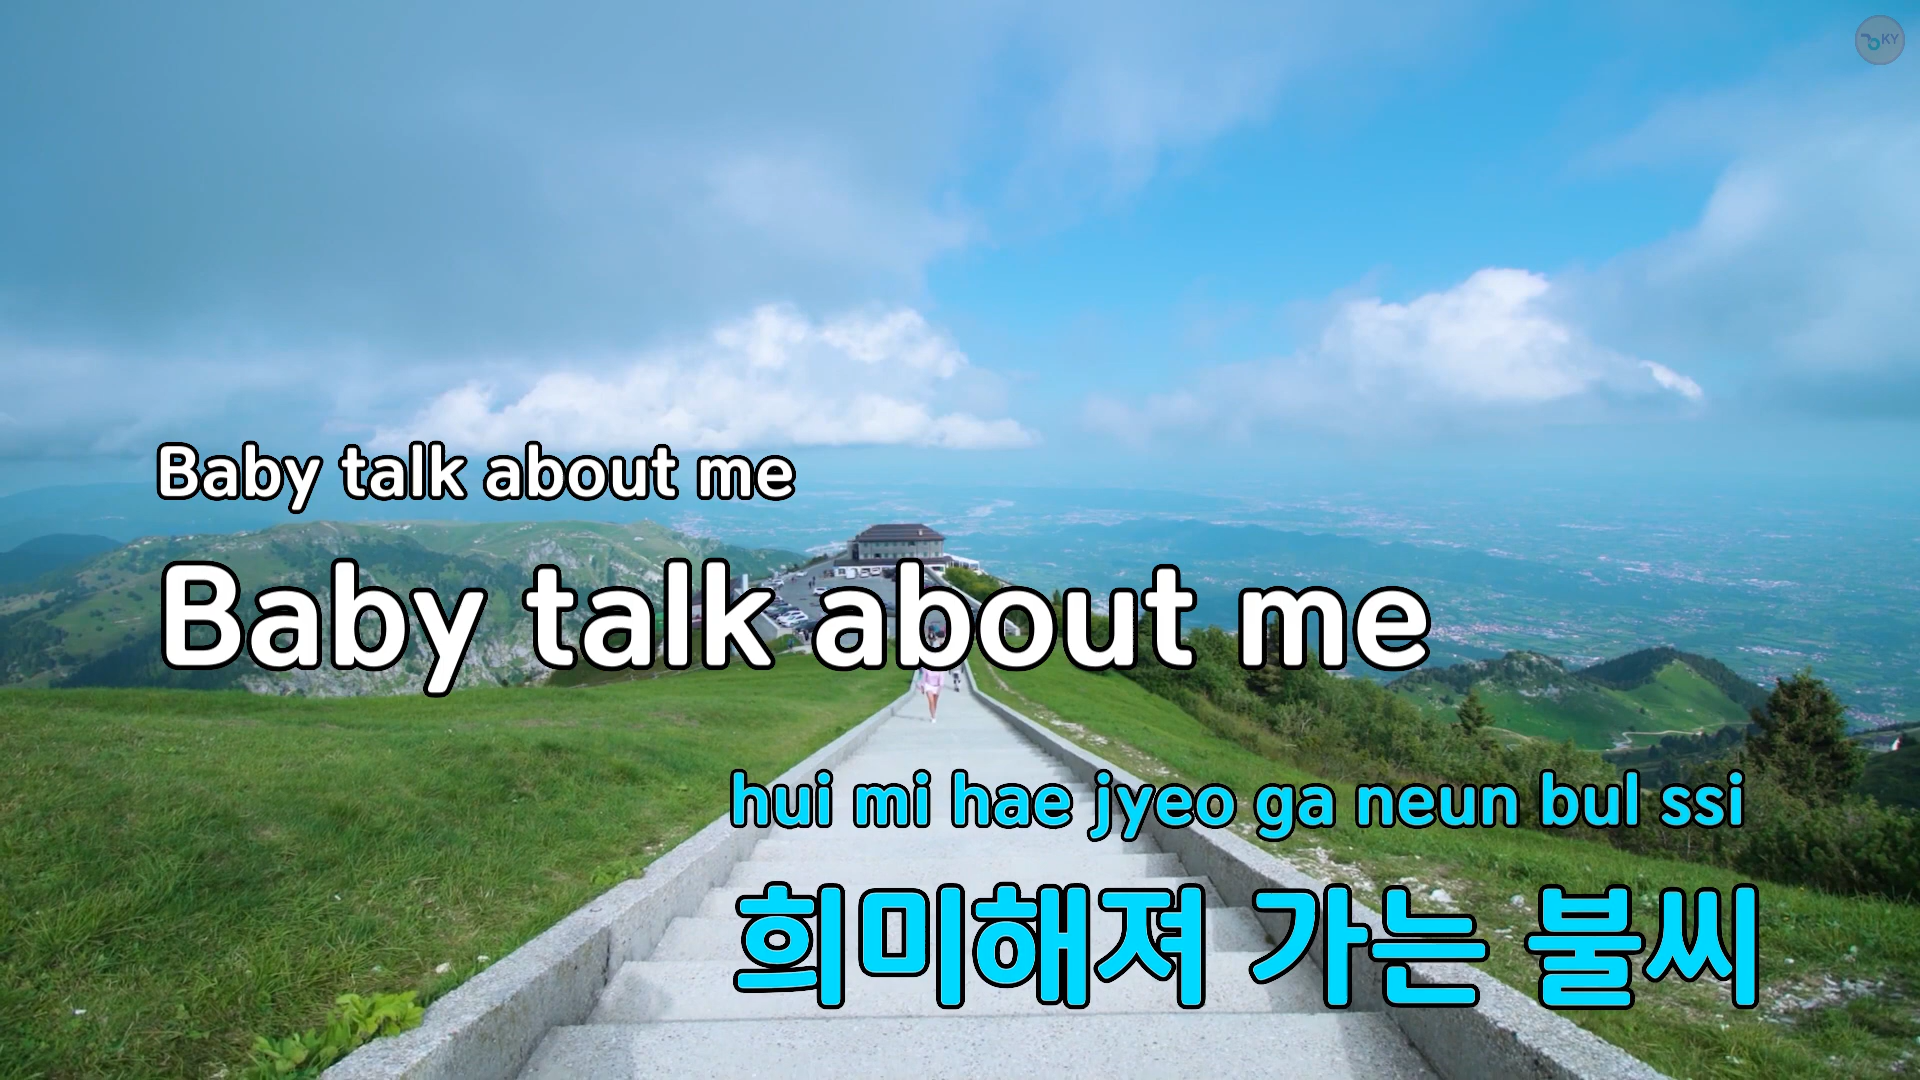 KY
Baby talk about me
Baby talk about me
hui mi hae jyeo ga neun bul ssi
희미해져 가는 불씨